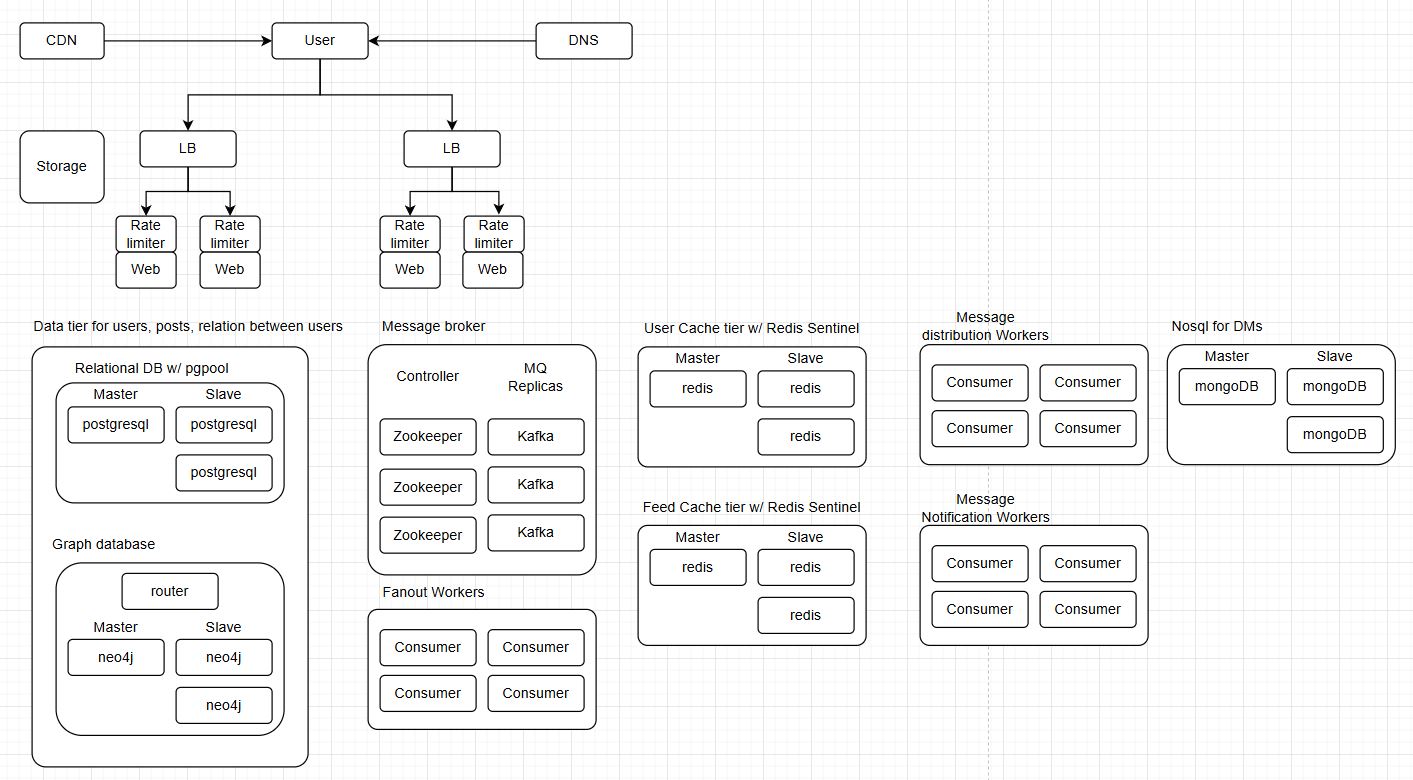 CDN
User
DNS
Storage
LB
LB
Rate
limiter
Web
Rate
limiter
Web
Rate
limiter
Web
Rate
limiter
Web
Data tier for users, posts, relation between users
Relational DB w/ pgpool
Master
Slave
postgresql
postgresql
postgresql
Graph database
router
Master
Slave
neo4j
neo4j
neo4j
Message broker
Controller
MQ
Replicas
Zookeeper
Kafka
Zookeeper
Kafka
Zookeeper
Kafka
Fanout Workers
Consumer
Consumer
Consumer
Consumer
User Cache tier w/ Redis Sentinel
Master
Slave
redis
redis
redis
Feed Cache tier w/ Redis Sentinel
Master
Slave
redis
redis
redis
Message
distribution Workers
Consumer
Consumer
Consumer
Consumer
Message
Notification Workers
Consumer
Consumer
Consumer
Consumer
Nosql for DMs
Master
Slave
mongoDB
mongoDB
mongoDB